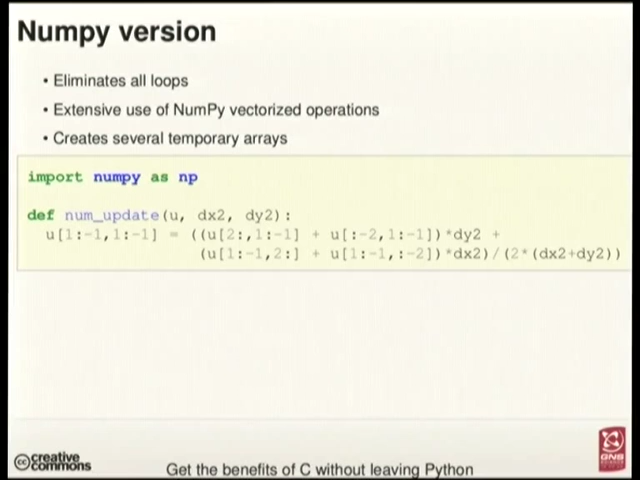 Numpy version
• Eliminates all loops
• Extensive use of NumPy vectorized operations
• Creates several temporary arrays
import numpy as np
def num_update(u, dx2, dy2):
u[1:-1,1:-1] = ((u[2:,1:-1] + u[:-2,1:-1])*dy2 +
(u[1:-1,2:] + u[1:-1,:-2])*dx2)/(2*(dx2+dy2))
cc creative
commons
GNS
Get the benefits of C without leaving Python